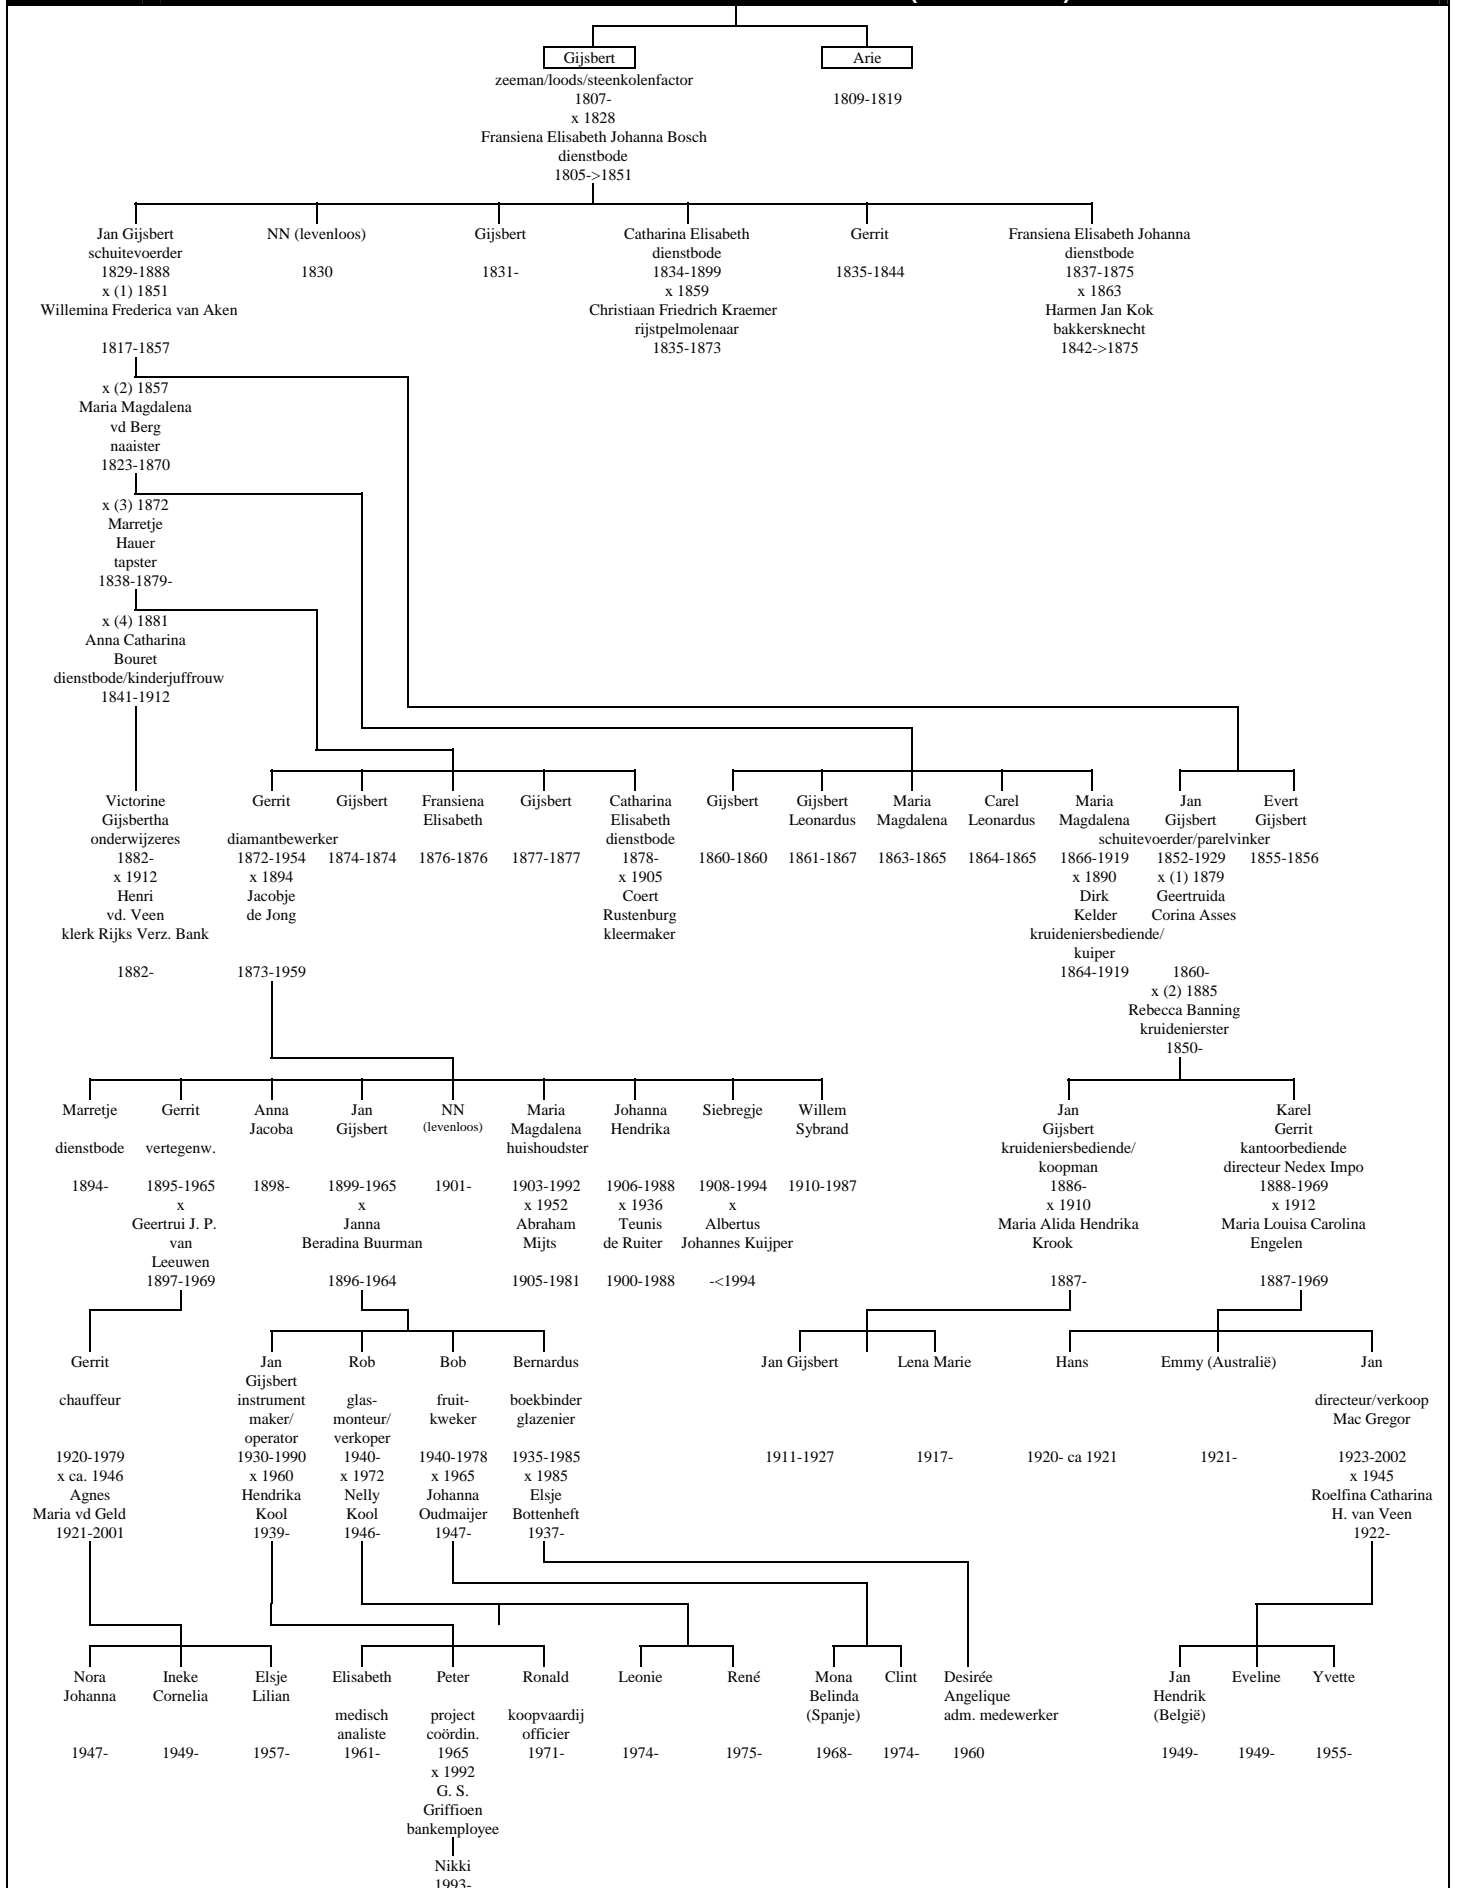 Gijsbert
zeeman/loods/steenkolenfactor
1807-
x 1828
Fransiena Elisabeth Johanna Bosch
dienstbode
1805->1851
Arie
1809-1819
Jan Gijsbert
schuitevoerder
1829-1888
x (1) 1851
Willemina Frederica van Aken
1817-1857
x (2) 1857
Maria Magdalena
vd Berg
naaister
1823-1870
x (3) 1872
Marretje
Hauer
tapster
1838-1879-
x (4) 1881
Anna Catharina
Bouret
dienstbode/kinderjuffrouw
1841-1912
NN (levenloos)
1830
Gijsbert
1831-
Catharina Elisabeth
dienstbode
1834-1899
x 1859
Christiaan Friedrich Kraemer
rijstpelmolenaar
1835-1873
Gerrit
1835-1844
Fransiena Elisabeth Johanna
dienstbode
1837-1875
x 1863
Harmen Jan Kok
bakkersknecht
1842->1875
Victorine
Gijsbertha
onderwijzeres
1882-
x 1912
Henri
vd. Veen
klerk Rijks Verz. Bank
1882-
Gerrit
diamantbewerker
1872-1954
x 1894
Jacobje
de Jong
1873-1959
Gijsbert
1874-1874
Fransiena
Elisabeth
1876-1876
Gijsbert
1877-1877
Catharina
Elisabeth
dienstbode
1878-
x 1905
Coert
Rustenburg
kleermaker
Gijsbert
1860-1860
Gijsbert
Leonardus
1861-1867
Maria
Magdalena
1863-1865
Carel
Leonardus
1864-1865
Maria
Magdalena
1866-1919
x 1890
Dirk
Kelder
kruideniersbediende/
kuiper
1864-1919
Jan
Gijsbert
schuitevoerder/parelvinker
1852-1929
x (1) 1879
Geertruida
Corina Asses
1860-
x (2) 1885
Rebecca Banning
kruidenierster
1850-
Evert
Gijsbert
1855-1856
Marretje
dienstbode
1894-
Gerrit
vertegenw.
1895-1965
x
Geertrui J. P.
van
Leeuwen
1897-1969
Anna
Jacoba
1898-
Jan
Gijsbert
1899-1965
x
Janna
Beradina Buurman
1896-1964
NN
(levenloos)
1901-
Maria
Magdalena
huishoudster
1903-1992
x 1952
Abraham
Mijts
1905-1981
Johanna
Hendrika
1906-1988
x 1936
Teunis
de Ruiter
1900-1988
Siebregje
1908-1994
x
Albertus
Johannes Kuijper
-<1994
Willem
Sybrand
1910-1987
Jan
Gijsbert
kruideniersbediende/
koopman
1886-
x 1910
Maria Alida Hendrika
Krook
1887-
Karel
Gerrit
kantoorbediende
directeur Nedex Impo
1888-1969
x 1912
Maria Louisa Carolina
Engelen
1887-1969
Gerrit
chauffeur
1920-1979
x ca. 1946
Agnes
Maria vd Geld
1921-2001
Jan
Gijsbert
instrument
maker/
operator
1930-1990
x 1960
Hendrika
Kool
1939-
Rob
glas-
monteur/
verkoper
1940-
x 1972
Nelly
Kool
1946-
Bob
fruit-
kweker
1940-1978
x 1965
Johanna
Oudmaijer
1947-
Bernardus
boekbinder
glazenier
1935-1985
x 1985
Elsje
Bottenheft
1937-
Jan Gijsbert
1911-1927
Lena Marie
1917-
Hans
1920- ca 1921
Emmy (Australië)
1921-
Jan
directeur/verkoop
Mac Gregor
1923-2002
x 1945
Roelfina Catharina
H. van Veen
1922-
Nora
Johanna
1947-
Ineke
Cornelia
1949-
Elsje
Lilian
1957-
Elisabeth
medisch
analiste
1961-
Peter
project
coördin.
1965
x 1992
G. S.
Griffioen
bankemployee
Ronald
koopvaardij
officier
1971-
Leonie
1974-
René
1975-
Mona
Belinda
(Spanje)
1968-
Clint
1974-
Desirée
Angelique
adm. medewerker
1960
Jan
Hendrik
(België)
1949-
Eveline
1949-
Yvette
1955-
Nikki
1993-